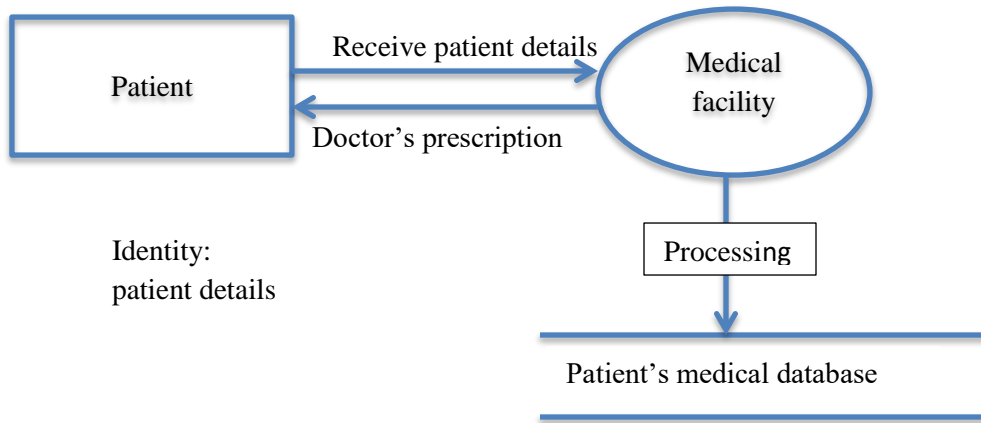 Receive patient details
Patient
Medical
facility
Doctor’s prescription
Identity:
patient details
Processing
Patient’s medical database